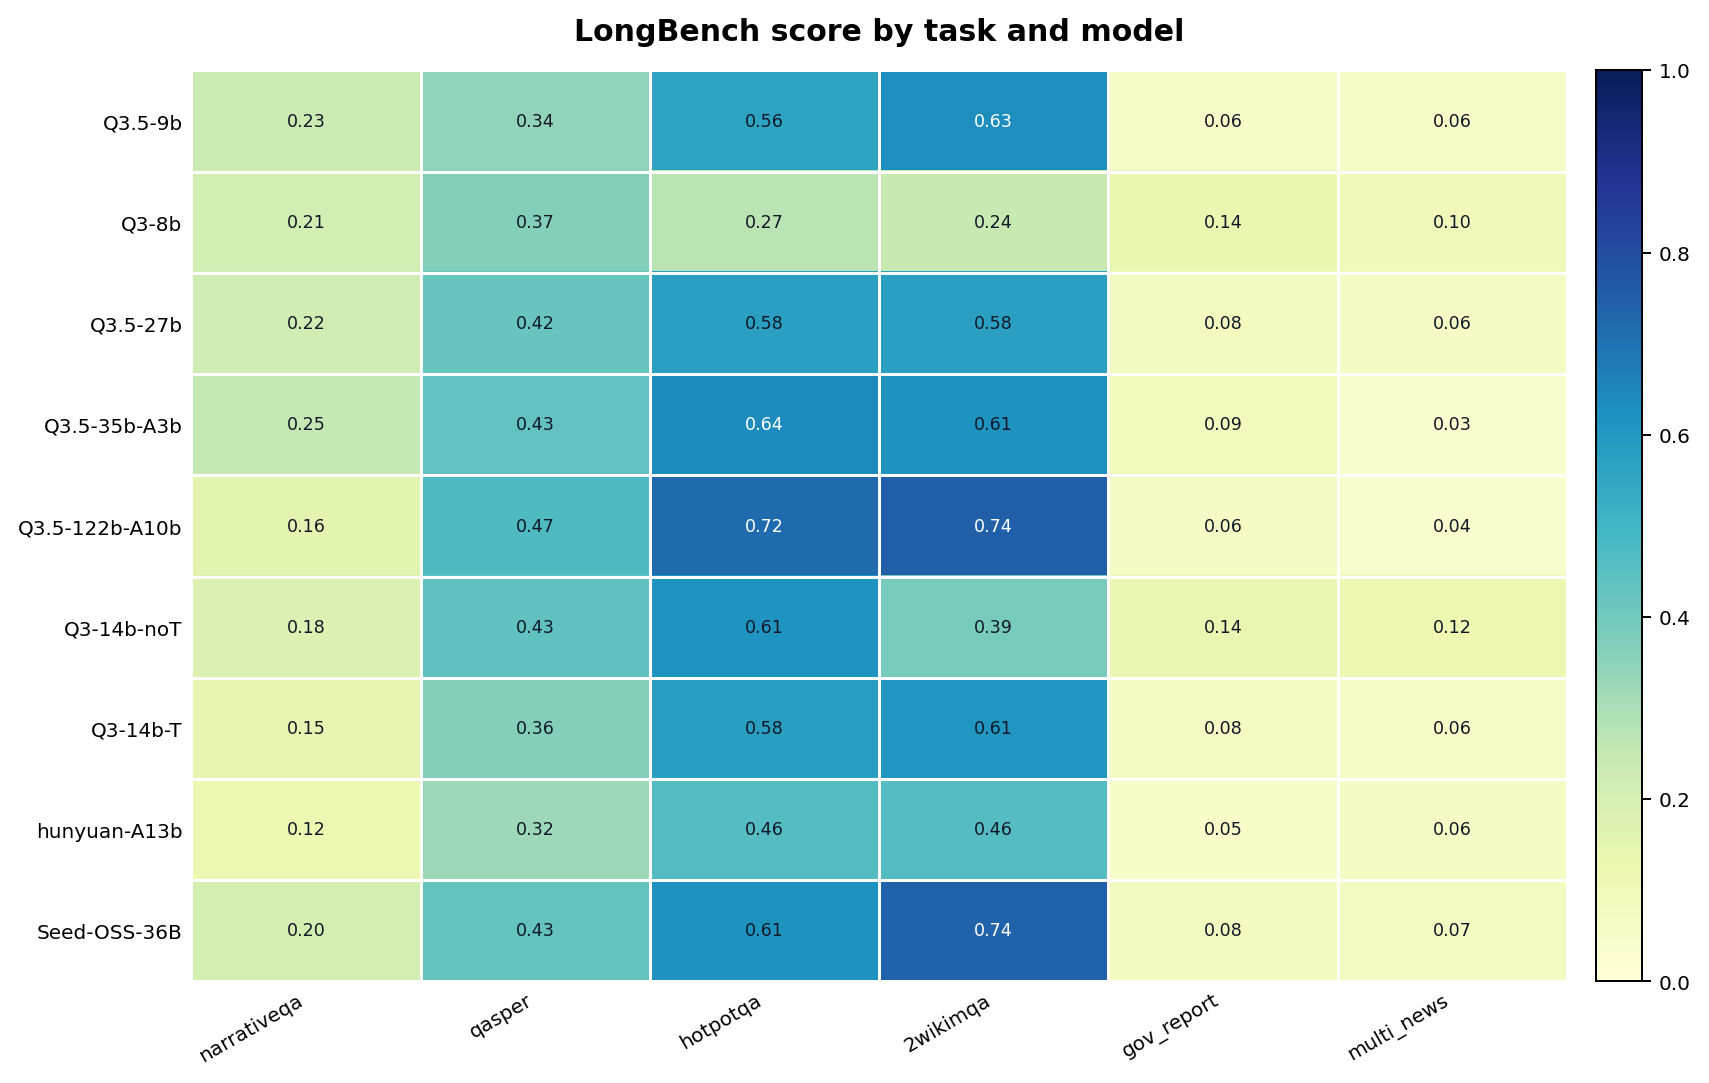 LongBench score by task and model
Q3.5-9b 0.23 0.34 0.56 0.63 0.06 0.06
Q3-8b 0.21 0.37 0.27 0.24 0.14 0.10
Q3.5-27b 0.22 0.42 0.58 0.58 0.08 0.06
Q3.5-35b-A3b 0.25 0.43 0.64 0.61 0.09 0.03
Q3.5-122b-A10b 0.16 0.47 0.72 0.74 0.06 0.04
Q3-14b-noT 0.18 0.43 0.61 0.39 0.14 0.12
Q3-14b-T 0.15 0.36 0.58 0.61 0.08 0.06
hunyuan-A13b 0.12 0.32 0.46 0.46 0.05 0.06
Seed-OSS-36B 0.20 0.43 0.61 0.74 0.08 0.07
narrativeqa qasper hotpotqa 2wikimqa gov_report multi_news
1.0
0.8
0.6
0.4
0.2
0.0